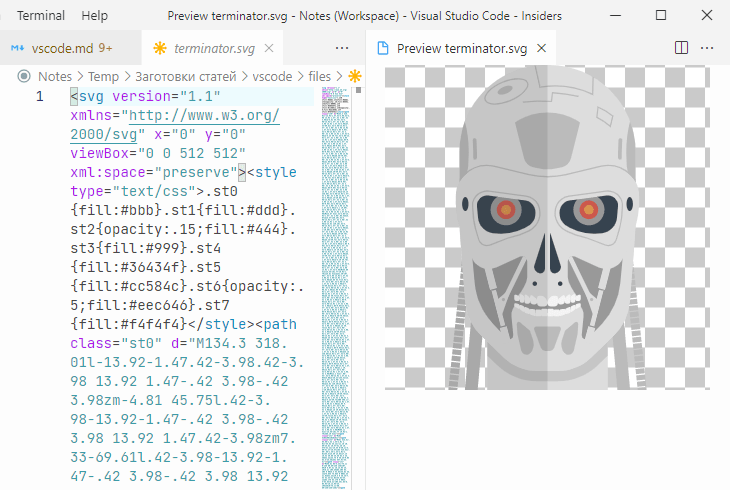 Terminal Help Preview terminator.svg - Notes (Workspace) - Visual Studio Code - Insiders
vscode.md 9+ terminator.svg
Preview terminator.svg
Notes > Temp > Заготовки статей > vscode > files >
1
<svg version="1.1"
xmlns="http://www.w3.org/
2000/svg" x="0" y="0"
viewBox="0 0 512 512"
xml:space="preserve"><style
type="text/css">.st0
{fill:#bbb}.st1{fill:#ddd}.
st2{opacity:.15;fill:#444}.
st3{fill:#999}.st4
{fill:#36434f}.st5
{fill:#cc584c}.st6{opacity:.
5;fill:#eec646}.st7
{fill:#f4f4f4}</style><path
class="st0" d="M134.3 318.
01l-13.92-1.47.42-3.98.42-3.
98 13.92 1.47-.42 3.98-.42
3.98zm-4.81 45.75l.42-3.
98-13.92-1.47-.42 3.98-.42
3.98 13.92 1.47.42-3.98zm7.
33-69.61l.42-3.98-13.92-1.
47-.42 3.98-.42 3.98 13.92